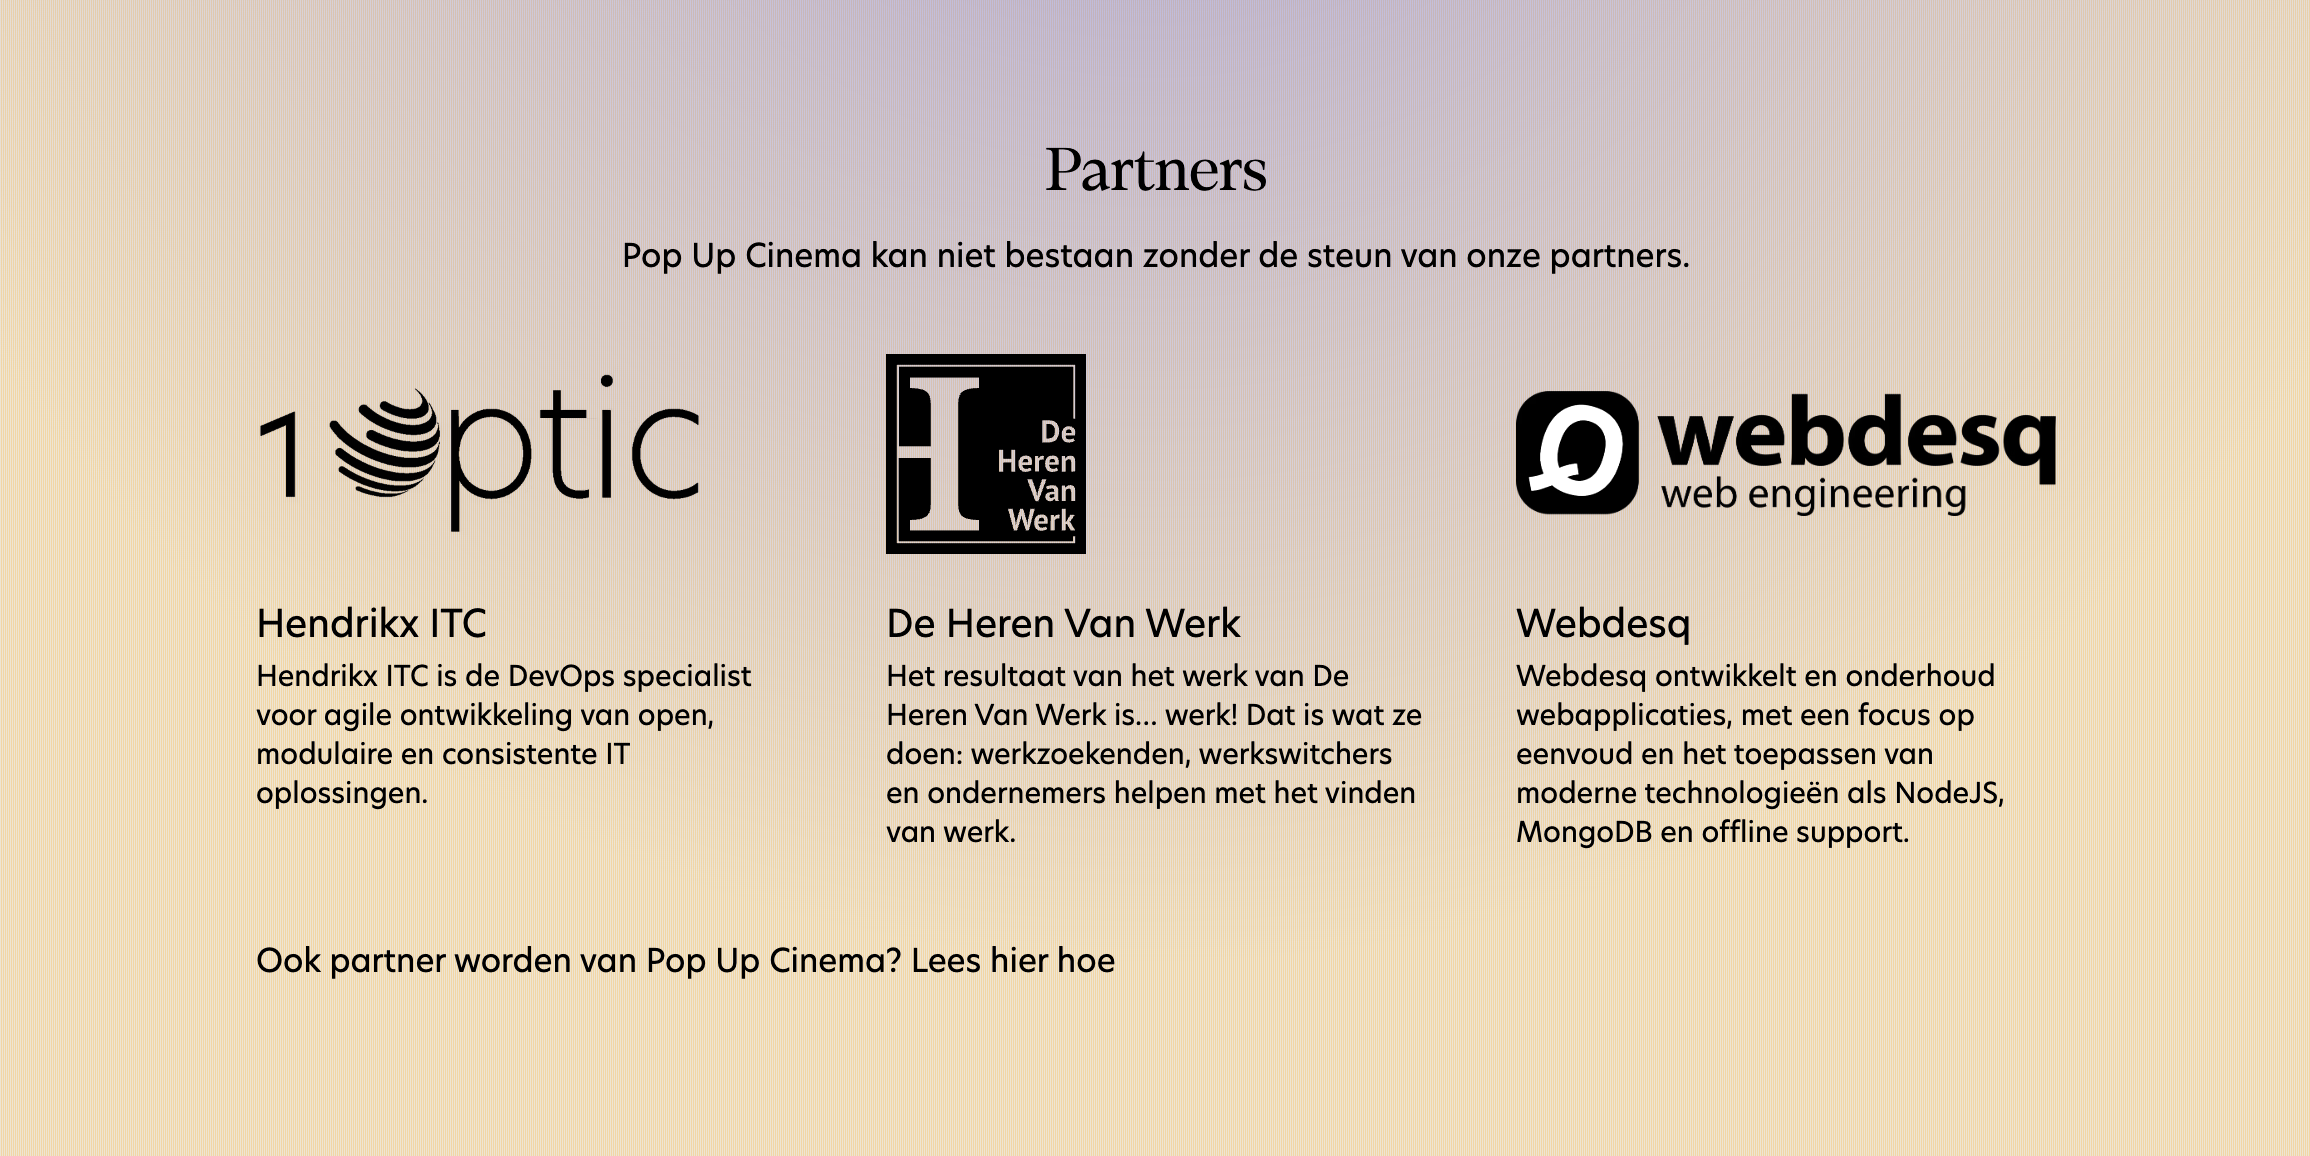 Partners
Pop Up Cinema kan niet bestaan zonder de steun van onze partners.
1 optic
De
Heren
Van
Werk
webdesq
web engineering
Hendrikx ITC
Hendrikx ITC is de DevOps specialist
voor agile ontwikkeling van open,
modulaire en consistente IT
oplossingen.
De Heren Van Werk
Het resultaat van het werk van De
Heren Van Werk is... werk! Dat is wat ze
doen: werkzoekenden, werkswitchers
en ondernemers helpen met het vinden
van werk.
Webdesq
Webdesq ontwikkelt en onderhoud
webapplicaties, met een focus op
eenvoud en het toepassen van
moderne technologieën als NodeJS,
MongoDB en offline support.
Ook partner worden van Pop Up Cinema? Lees hier hoe